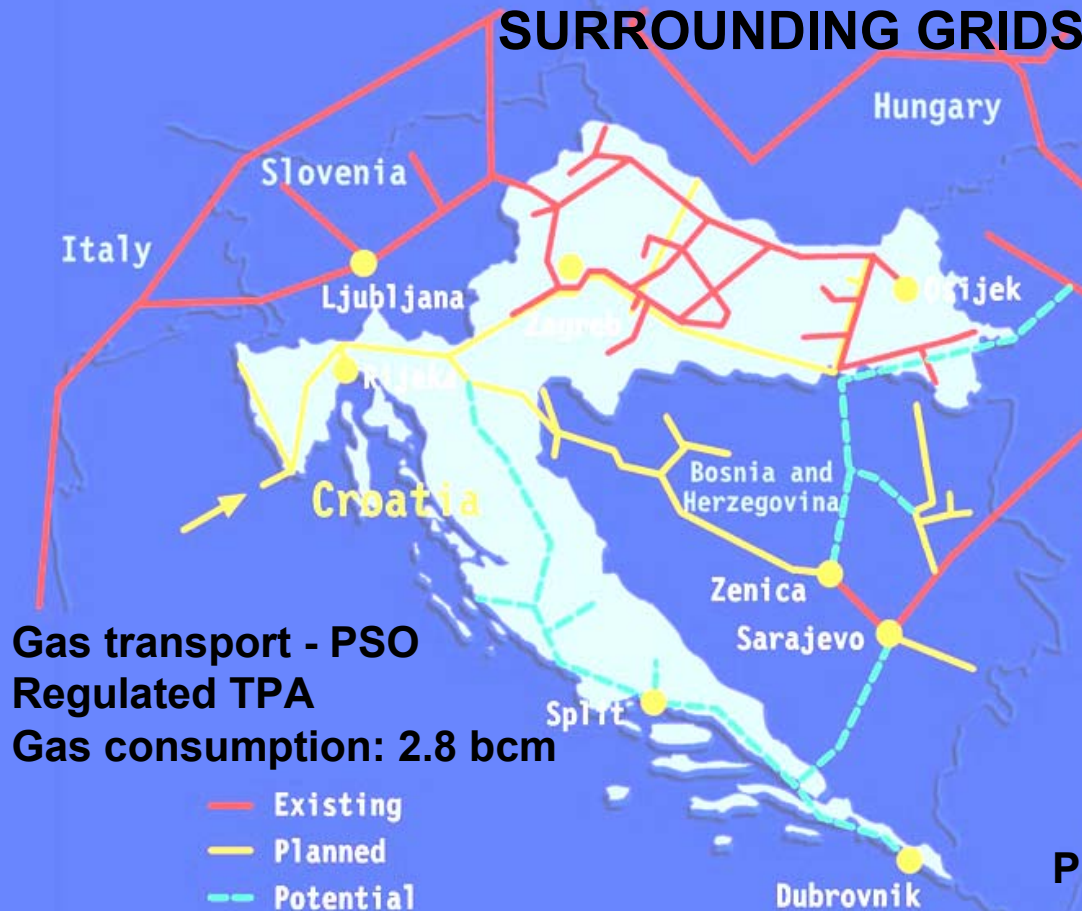 SURROUNDING GRIDS
Hungary
Slovenia
Italy
Ljubljana
Osijek
Zagreb
Rijeka
Croatia
Bosnia and
Herzegovina
Zenica
Sarajevo
Gas transport - PSO
Regulated TPA
Split
Gas consumption: 2.8 bcm
Existing
Planned
Potential
Dubrovnik
P